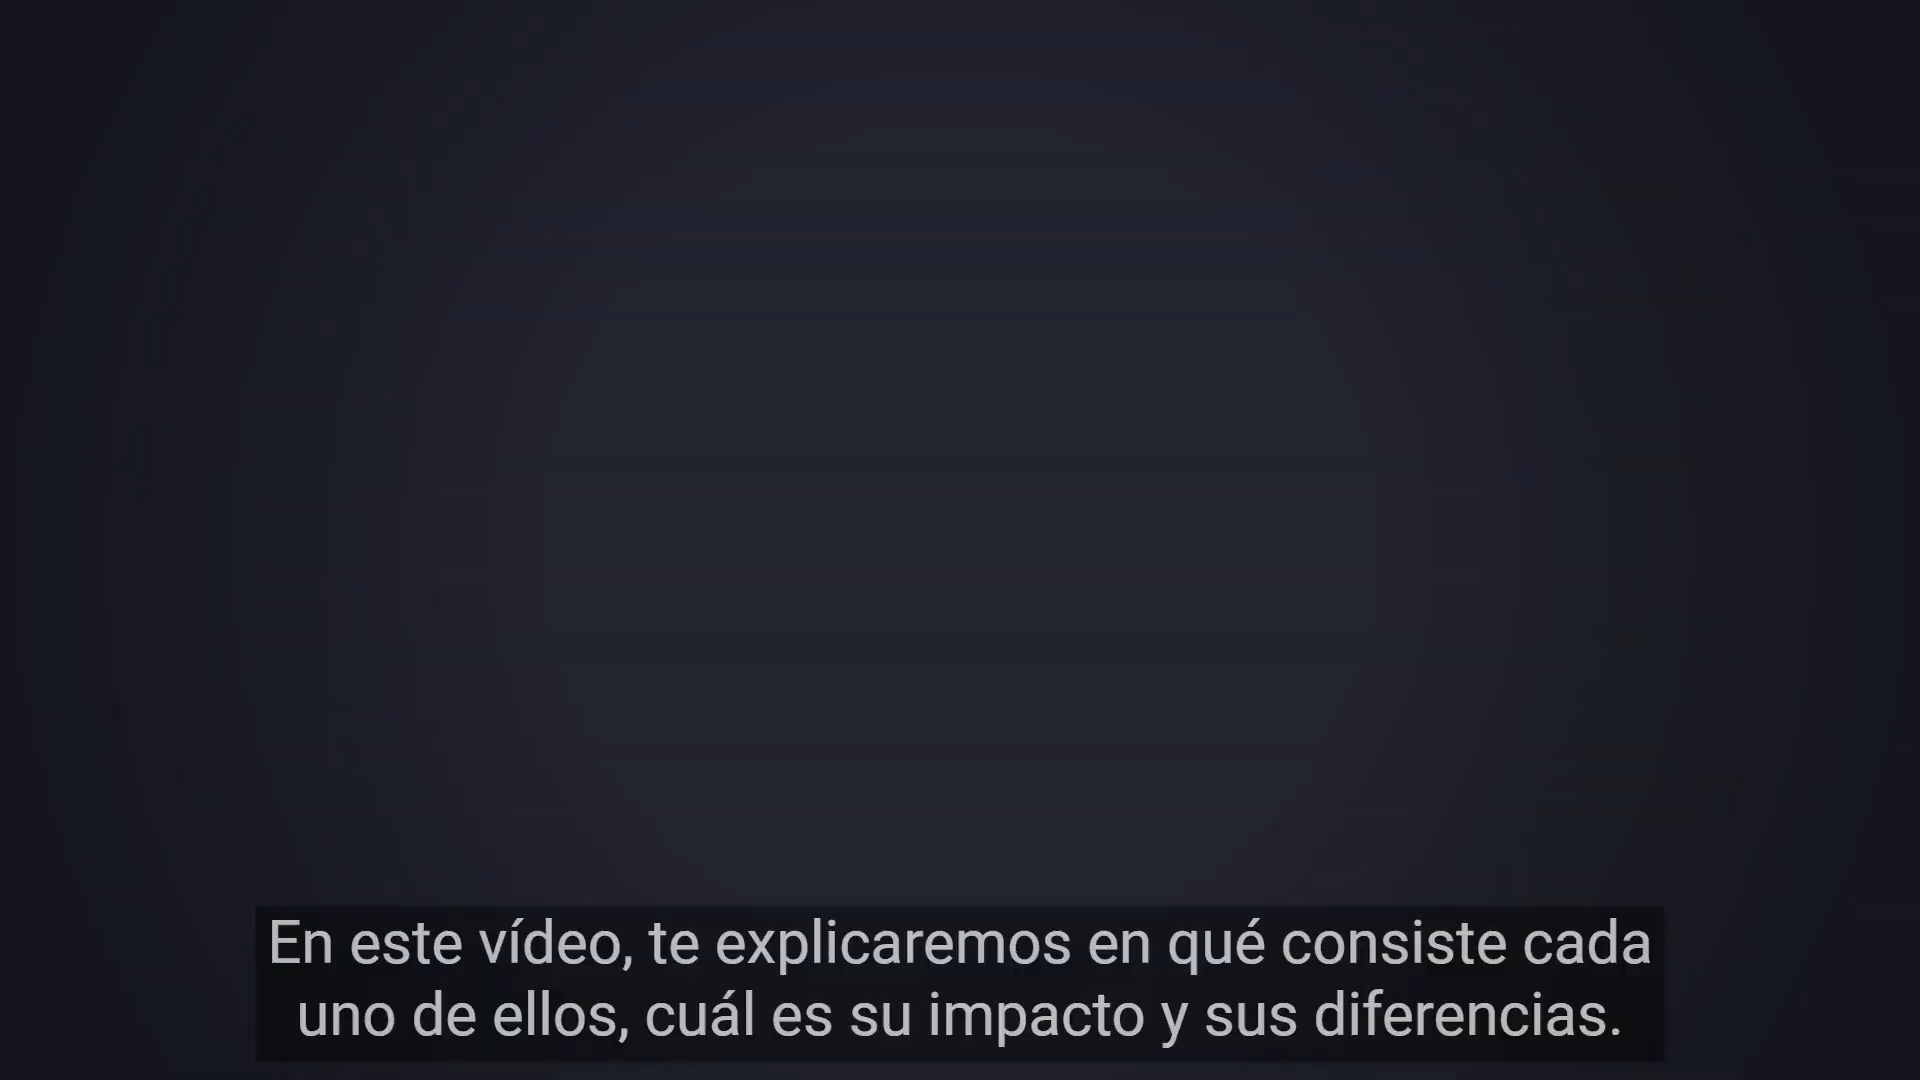 En este vídeo, te explicaremos en qué consiste cada
uno de ellos, cuál es su impacto y sus diferencias.